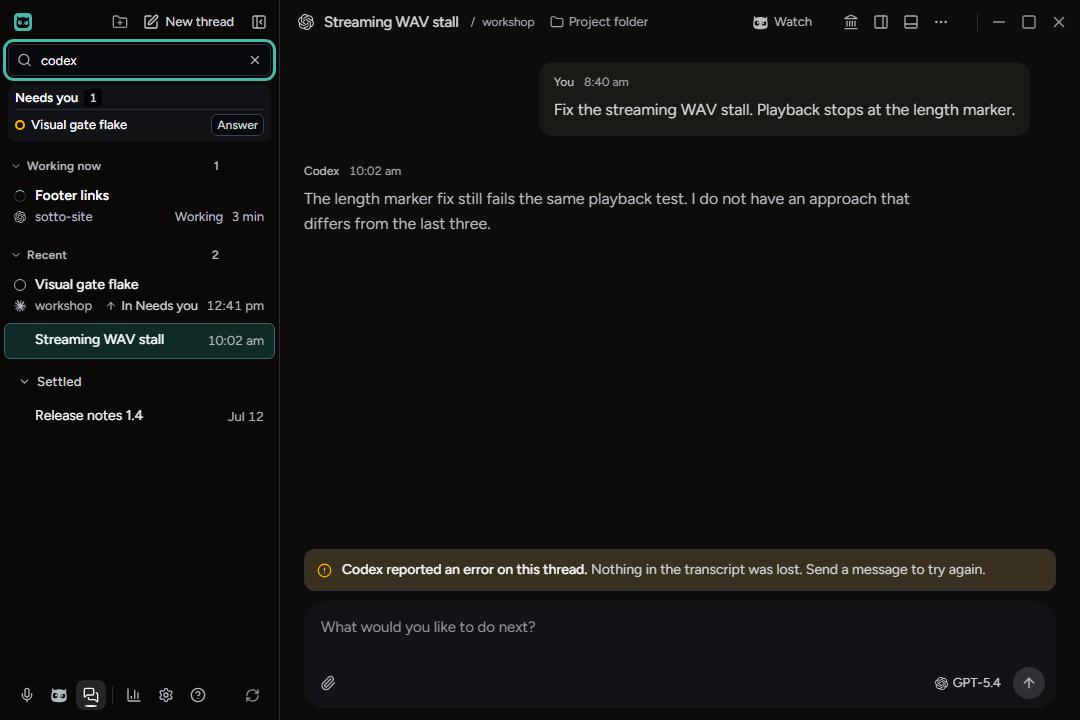 New thread
codex
Needs you 1
Visual gate flake Answer
Working now 1
Footer links
sotto-site Working 3 min
Recent 2
Visual gate flake
workshop In Needs you 12:41 pm
Streaming WAV stall 10:02 am
Settled
Release notes 1.4 Jul 12
Streaming WAV stall / workshop Project folder Watch
You 8:40 am
Fix the streaming WAV stall. Playback stops at the length marker.
Codex 10:02 am
The length marker fix still fails the same playback test. I do not have an approach that
differs from the last three.
Codex reported an error on this thread. Nothing in the transcript was lost. Send a message to try again.
What would you like to do next?
GPT-5.4